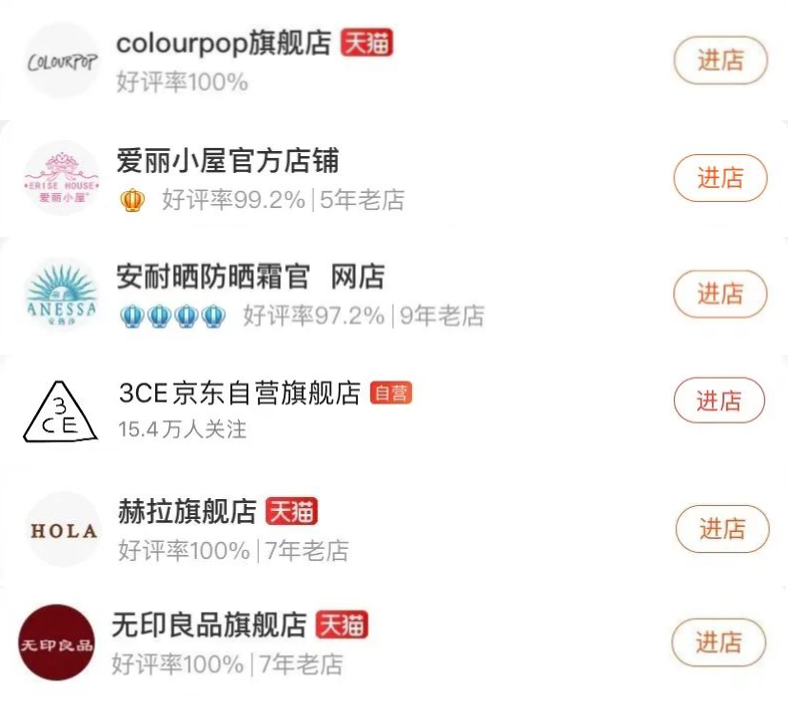 COLOURPOP
colourpop旗舰店 天猫
好评率100%
进店
ERISE HOUSE
爱丽小屋
爱丽小屋官方店铺
好评率99.2%|5年老店
进店
ANESSA
安耐晒防晒霜官 网店
好评率97.2%|9年老店
进店
3
CE
3CE京东自营旗舰店 自营
15.4万人关注
进店
HOLA
赫拉旗舰店 天猫
好评率100%|7年老店
进店
无印良品
无印良品旗舰店 天猫
好评率100%|7年老店
进店